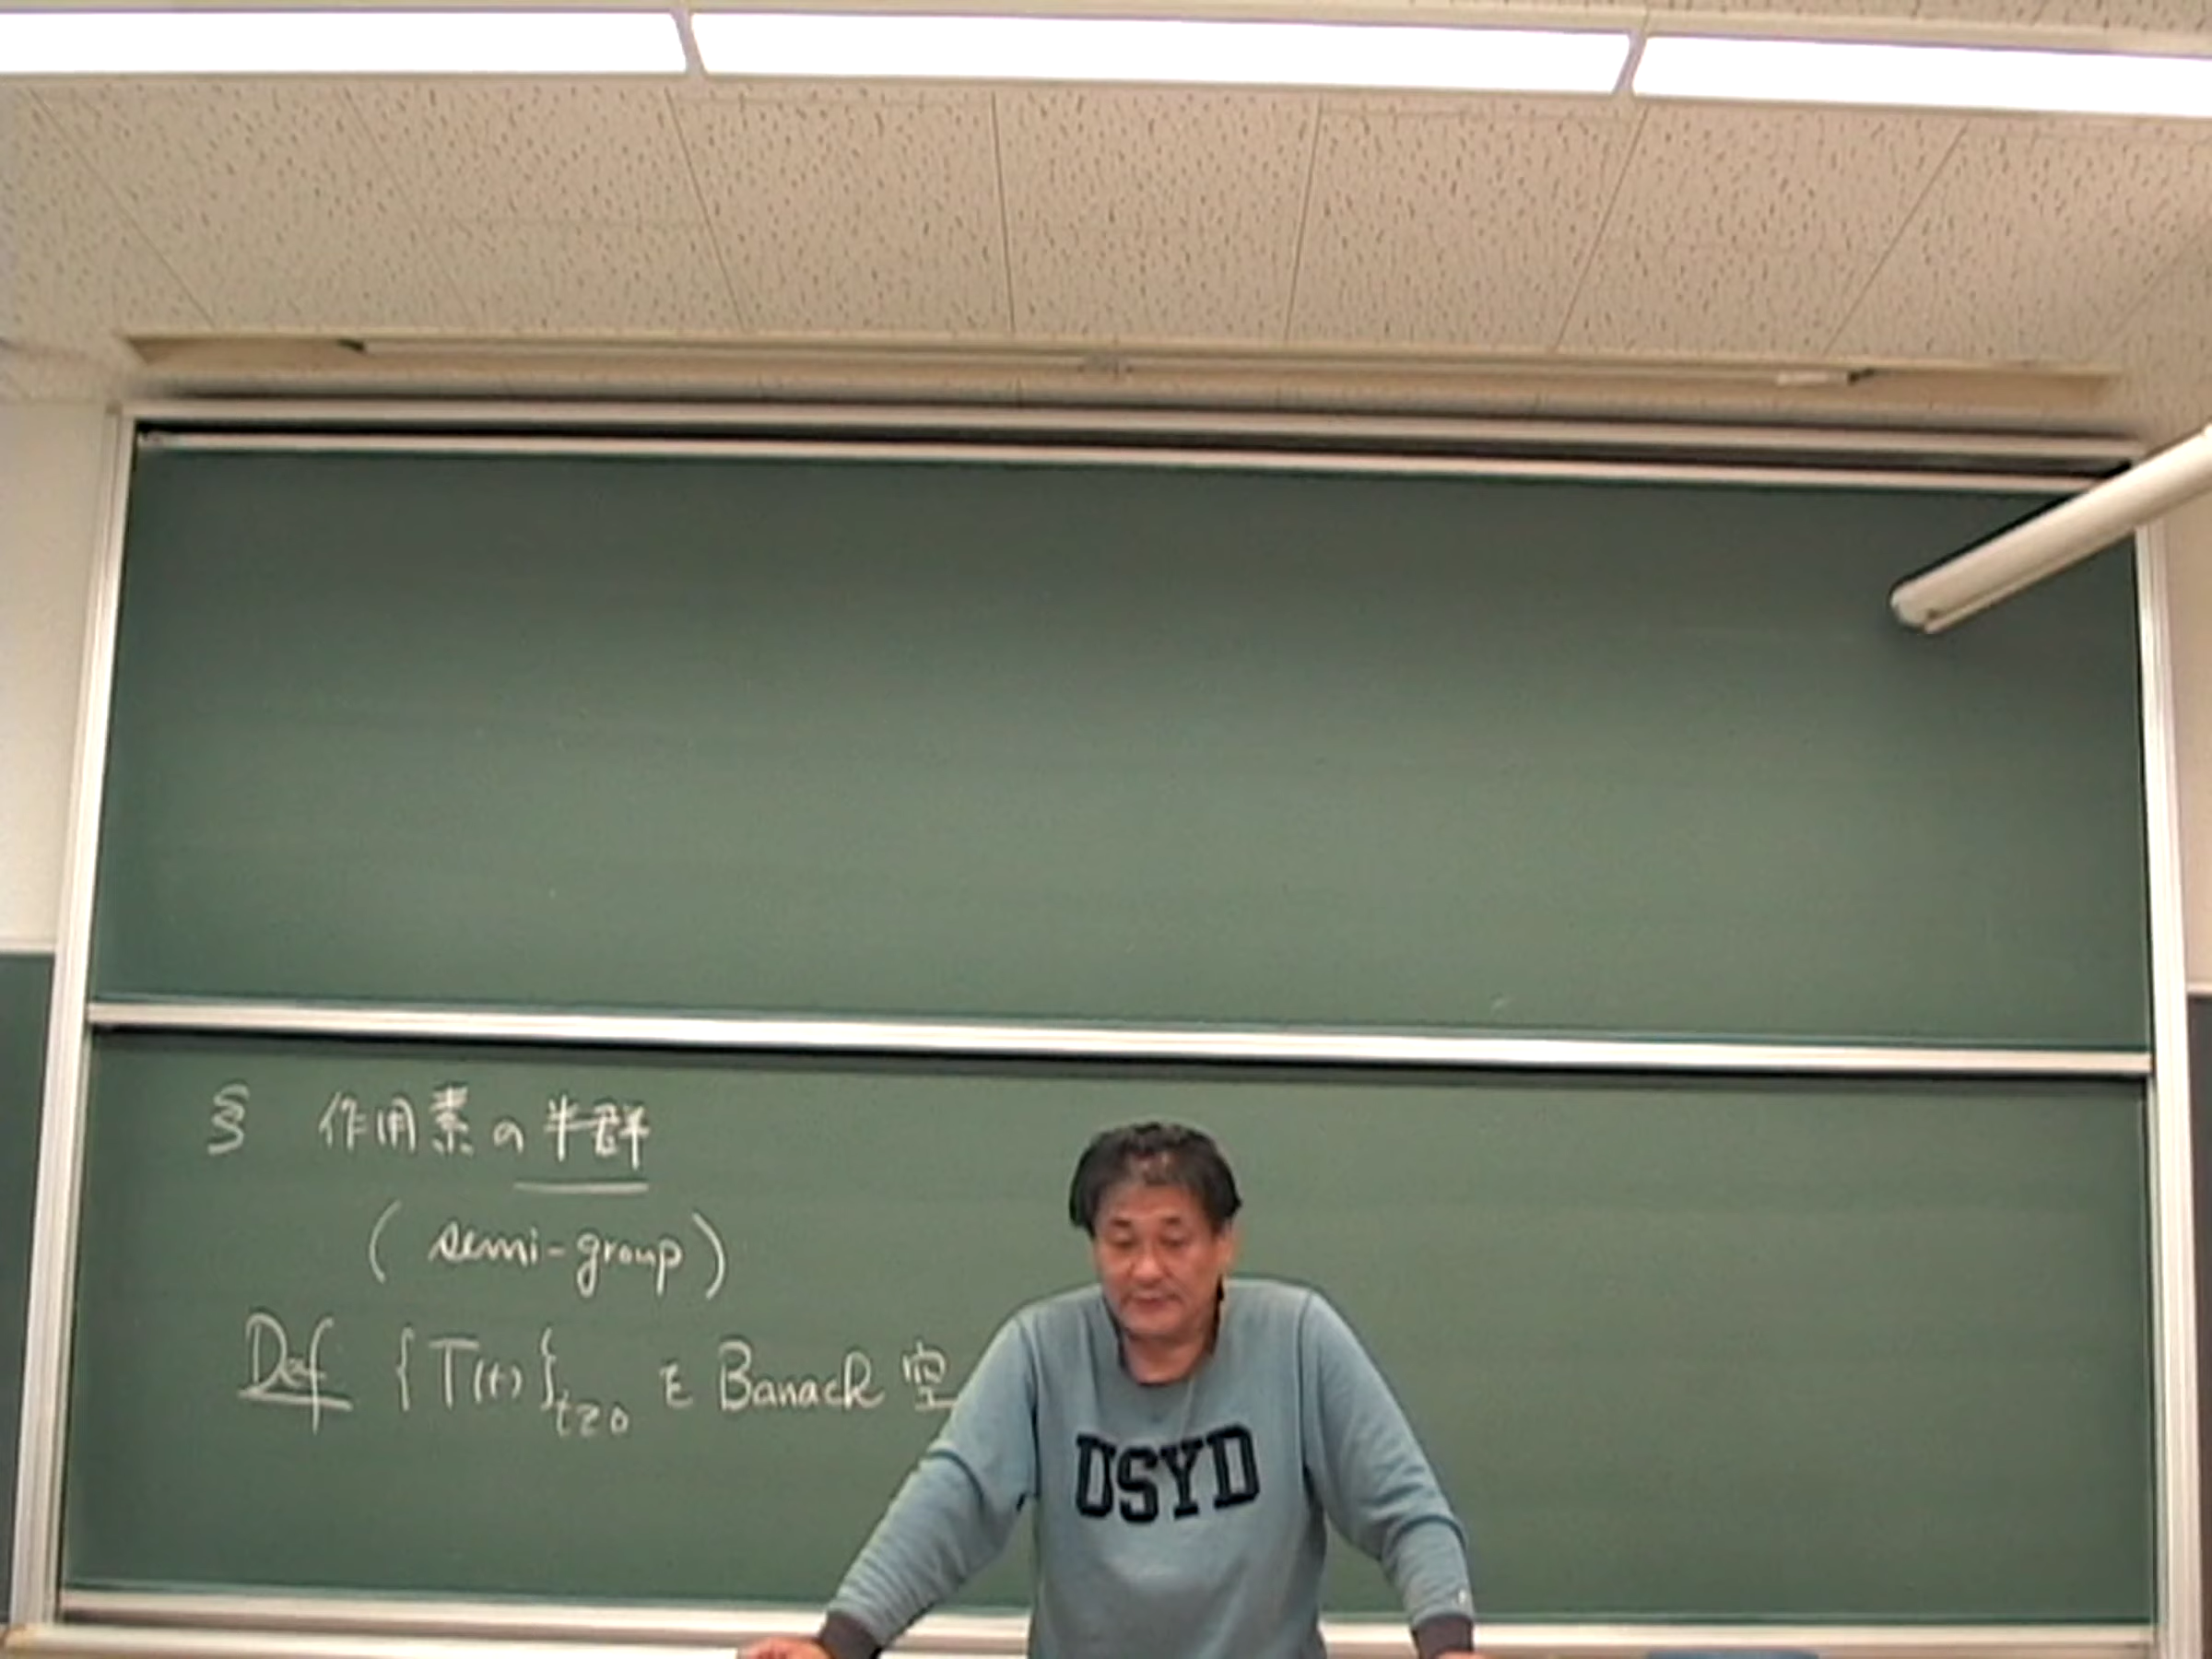 § 作用素の半群
(semi-group)
Def {T(t)}t≥0 を Banach 空
USYD